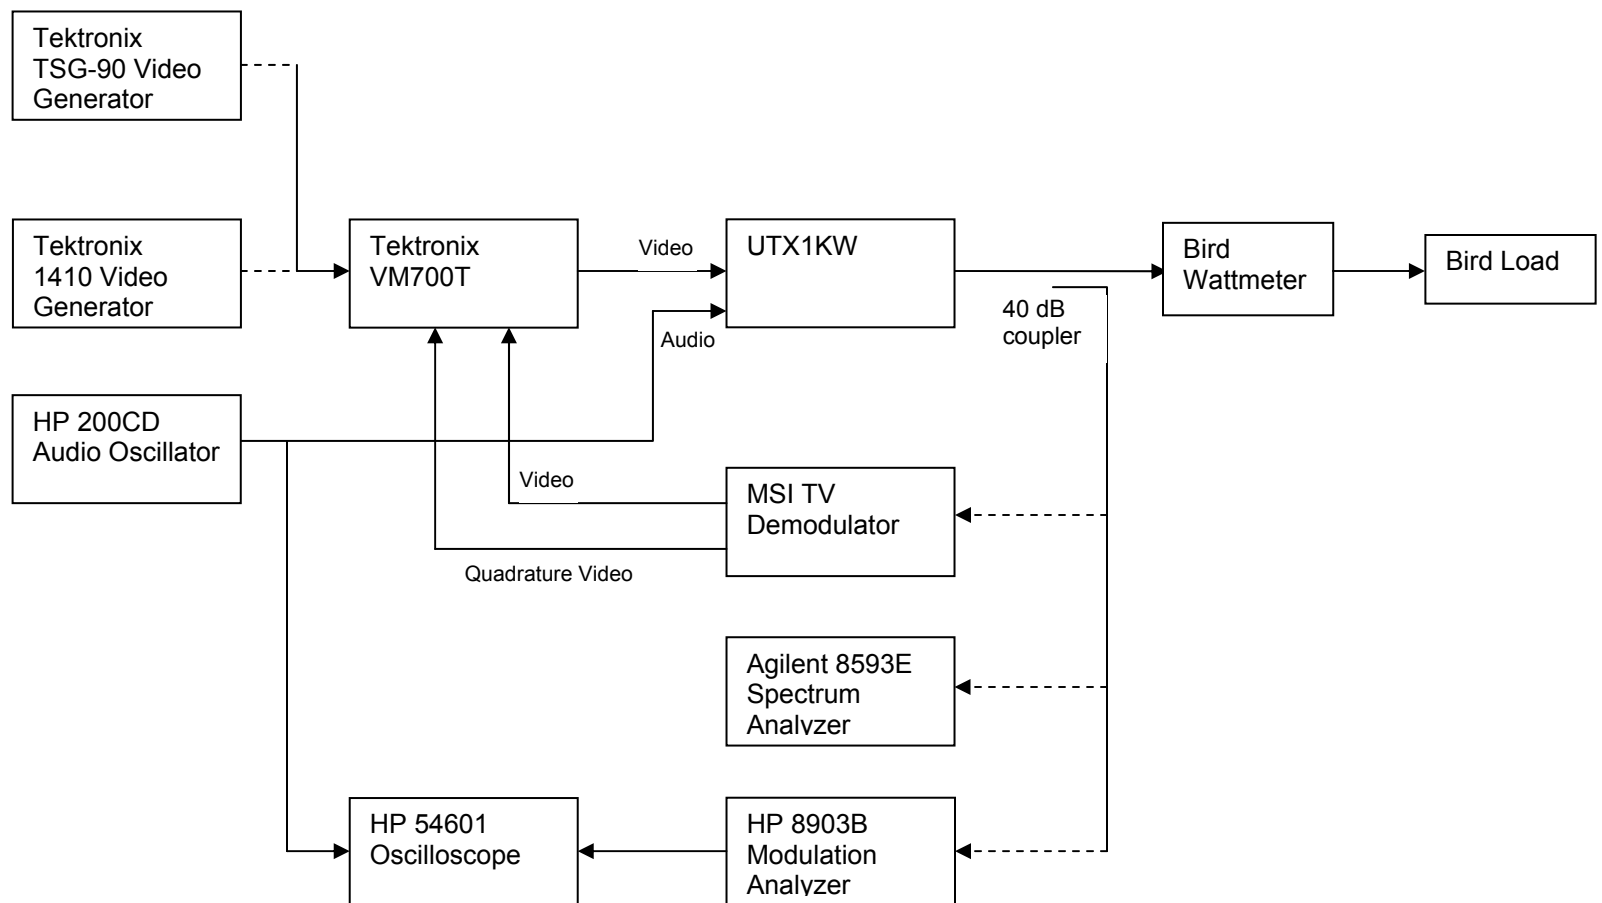 Tektronix
TSG-90 Video
Generator
Tektronix
1410 Video
Generator
Tektronix
VM700T
Video
UTX1KW
Bird
Wattmeter
Bird Load
40 dB
coupler
Audio
HP 200CD
Audio Oscillator
Video
MSI TV
Demodulator
Quadrature Video
Agilent 8593E
Spectrum
Analyzer
HP 54601
Oscilloscope
HP 8903B
Modulation
Analyzer